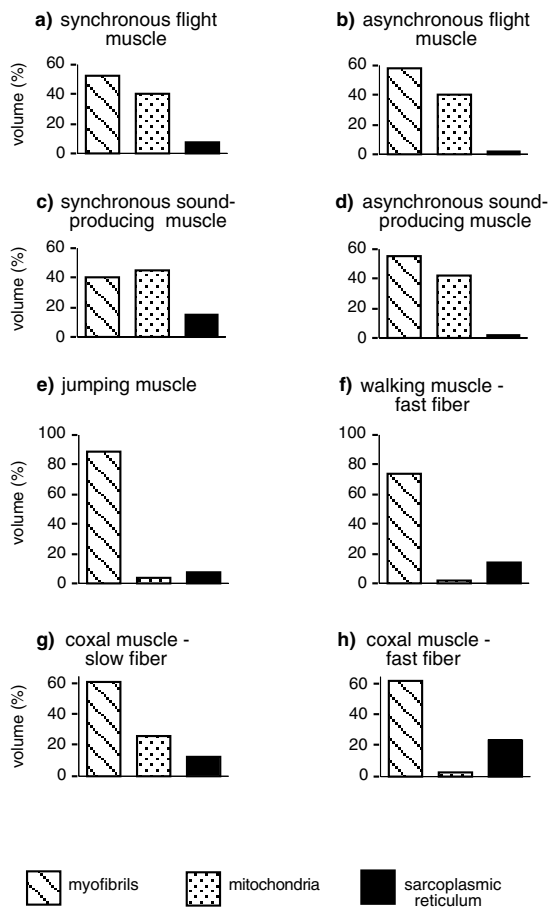 a) synchronous flight
muscle
volume (%)
60
40
20
0
b) asynchronous flight
muscle
60
40
20
0
c) synchronous sound-
producing muscle
volume (%)
60
40
20
0
d) asynchronous sound-
producing muscle
60
40
20
0
e) jumping muscle
volume (%)
100
80
60
40
20
0
f) walking muscle -
fast fiber
100
80
60
40
20
0
g) coxal muscle -
slow fiber
volume (%)
60
40
20
0
h) coxal muscle -
fast fiber
60
40
20
0
myofibrils
mitochondria
sarcoplasmic
reticulum